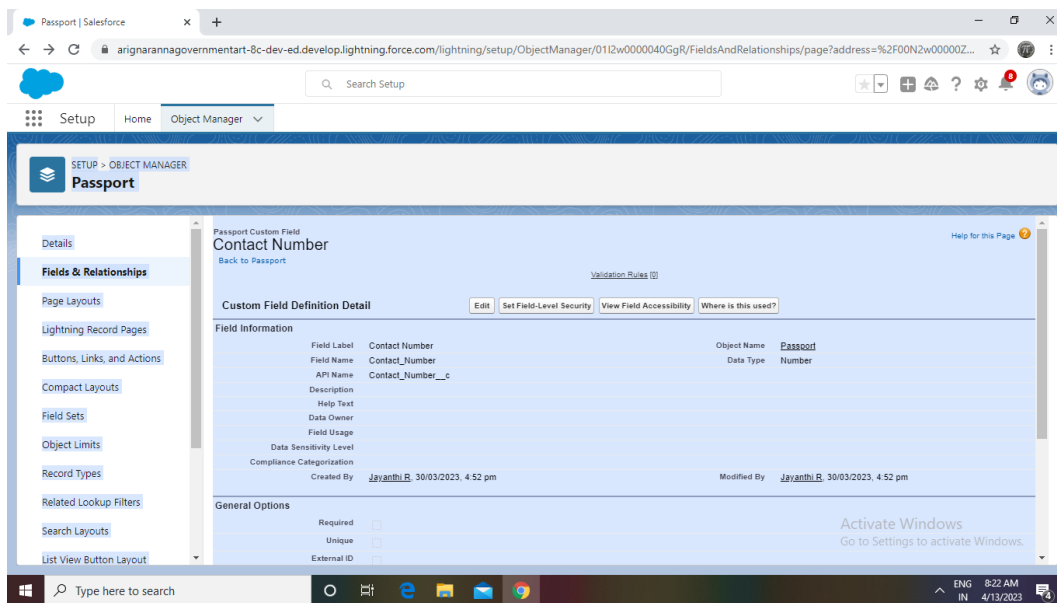 Passport | Salesforce
arignarannagovernmentart-8c-dev-ed.develop.lightning.force.com/lightning/setup/ObjectManager/01I2w0000040GgR/FieldsAndRelationships/page?address=%2F00N2w00000Z...
Search Setup
8
Setup Home Object Manager
SETUP > OBJECT MANAGER
Passport
Details
Fields & Relationships
Page Layouts
Lightning Record Pages
Buttons, Links, and Actions
Compact Layouts
Field Sets
Object Limits
Record Types
Related Lookup Filters
Search Layouts
List View Button Layout
Passport Custom Field
Contact Number
Back to Passport
Help for this Page
Validation Rules [0]
Custom Field Definition Detail Edit Set Field-Level Security View Field Accessibility Where is this used?
Field Information
Field Label Contact Number Object Name Passport
Field Name Contact_Number Data Type Number
API Name Contact_Number__c
Description
Help Text
Data Owner
Field Usage
Data Sensitivity Level
Compliance Categorization
Created By Jayanthi R, 30/03/2023, 4:52 pm Modified By Jayanthi R, 30/03/2023, 4:52 pm
General Options
Required
Unique
External ID
Activate Windows
Go to Settings to activate Windows.
Type here to search
ENG 8:22 AM
IN 4/13/2023